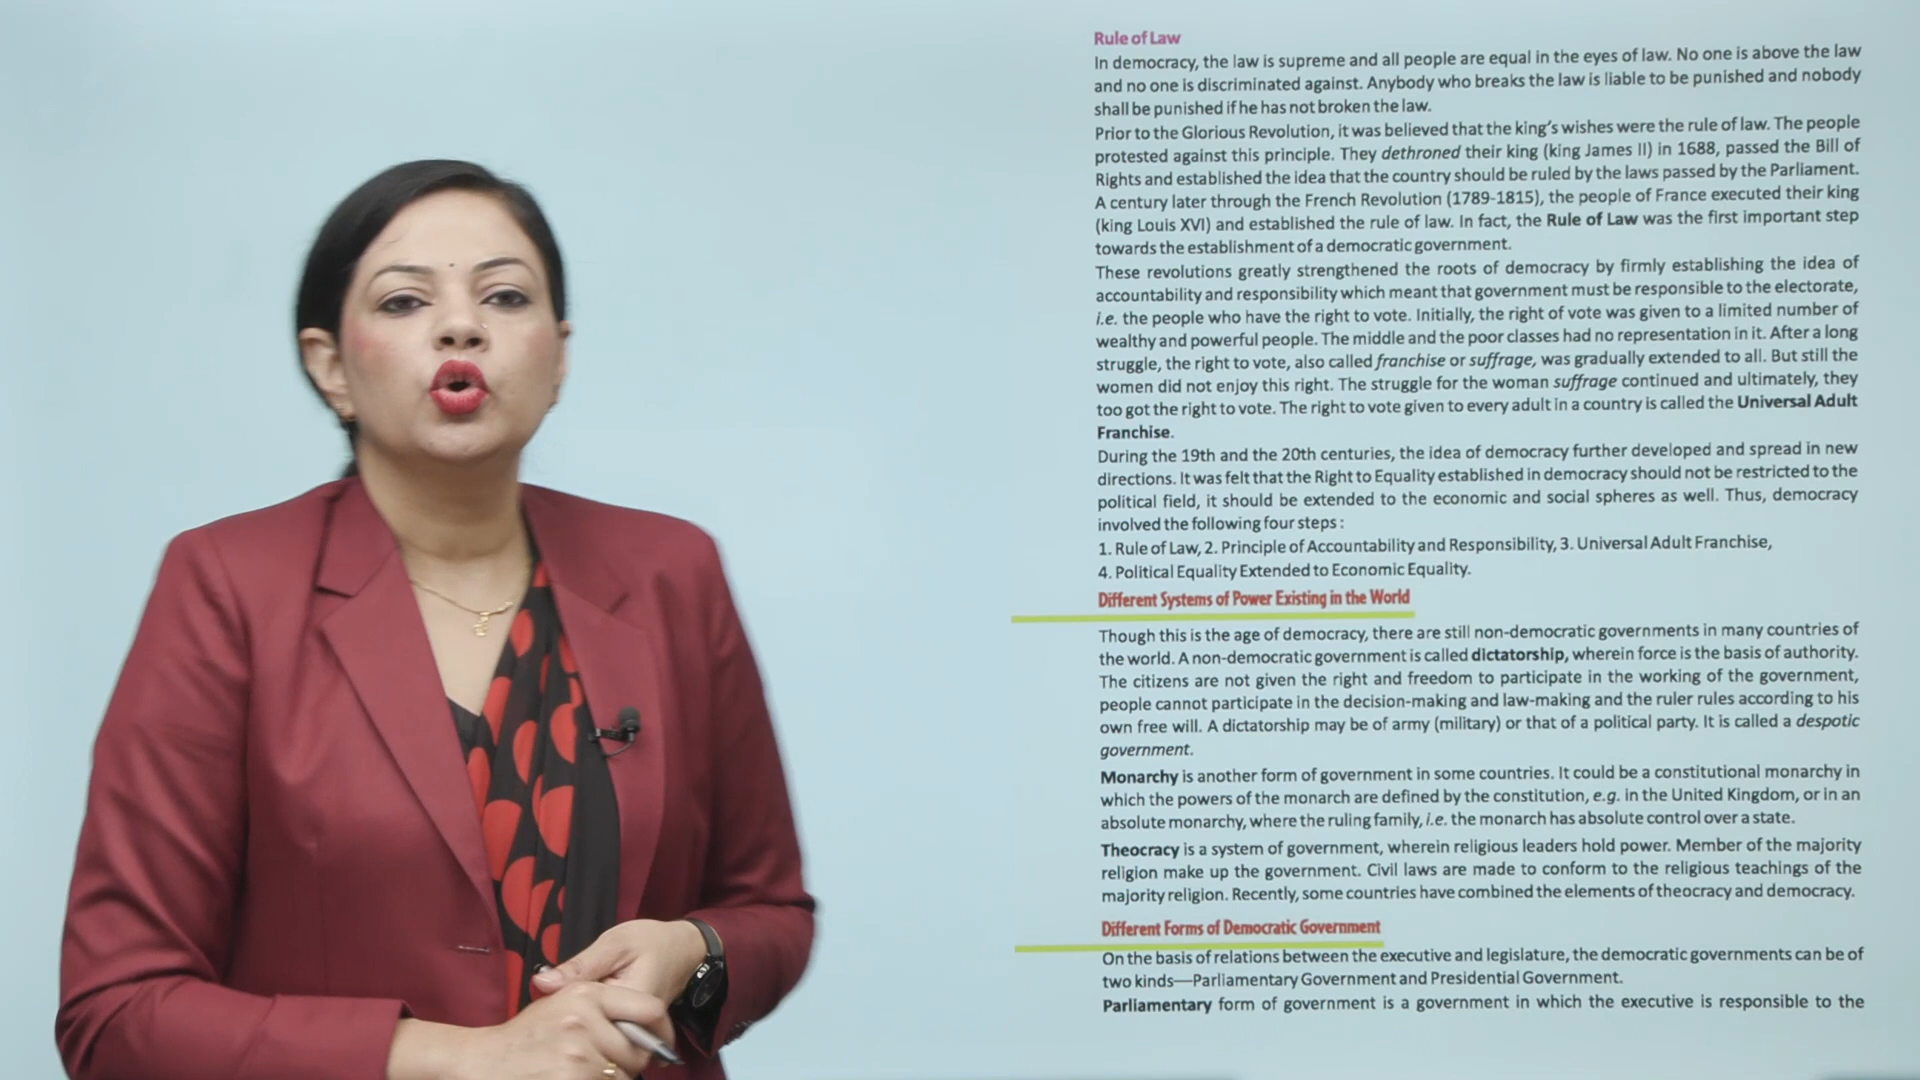 Rule of Law
In democracy, the law is supreme and all people are equal in the eyes of law. No one is above the law
and no one is discriminated against. Anybody who breaks the law is liable to be punished and nobody
shall be punished if he has not broken the law.
Prior to the Glorious Revolution, it was believed that the king's wishes were the rule of law. The people
protested against this principle. They dethroned their king (king James II) in 1688, passed the Bill of
Rights and established the idea that the country should be ruled by the laws passed by the Parliament.
A century later through the French Revolution (1789-1815), the people of France executed their king
(king Louis XVI) and established the rule of law. In fact, the Rule of Law was the first important step
towards the establishment of a democratic government.
These revolutions greatly strengthened the roots of democracy by firmly establishing the idea of
accountability and responsibility which meant that government must be responsible to the electorate,
i.e. the people who have the right to vote. Initially, the right of vote was given to a limited number of
wealthy and powerful people. The middle and the poor classes had no representation in it. After a long
struggle, the right to vote, also called franchise or suffrage, was gradually extended to all. But still the
women did not enjoy this right. The struggle for the woman suffrage continued and ultimately, they
too got the right to vote. The right to vote given to every adult in a country is called the Universal Adult
Franchise.
During the 19th and the 20th centuries, the idea of democracy further developed and spread in new
directions. It was felt that the Right to Equality established in democracy should not be restricted to the
political field, it should be extended to the economic and social spheres as well. Thus, democracy
involved the following four steps :
1. Rule of Law, 2. Principle of Accountability and Responsibility, 3. Universal Adult Franchise,
4. Political Equality Extended to Economic Equality.
Different Systems of Power Existing in the World
Though this is the age of democracy, there are still non-democratic governments in many countries of
the world. A non-democratic government is called dictatorship, wherein force is the basis of authority.
The citizens are not given the right and freedom to participate in the working of the government,
people cannot participate in the decision-making and law-making and the ruler rules according to his
own free will. A dictatorship may be of army (military) or that of a political party. It is called a despotic
government.
Monarchy is another form of government in some countries. It could be a constitutional monarchy in
which the powers of the monarch are defined by the constitution, e.g. in the United Kingdom, or in an
absolute monarchy, where the ruling family, i.e. the monarch has absolute control over a state.
Theocracy is a system of government, wherein religious leaders hold power. Member of the majority
religion make up the government. Civil laws are made to conform to the religious teachings of the
majority religion. Recently, some countries have combined the elements of theocracy and democracy.
Different Forms of Democratic Government
On the basis of relations between the executive and legislature, the democratic governments can be of
two kinds—Parliamentary Government and Presidential Government.
Parliamentary form of government is a government in which the executive is responsible to the